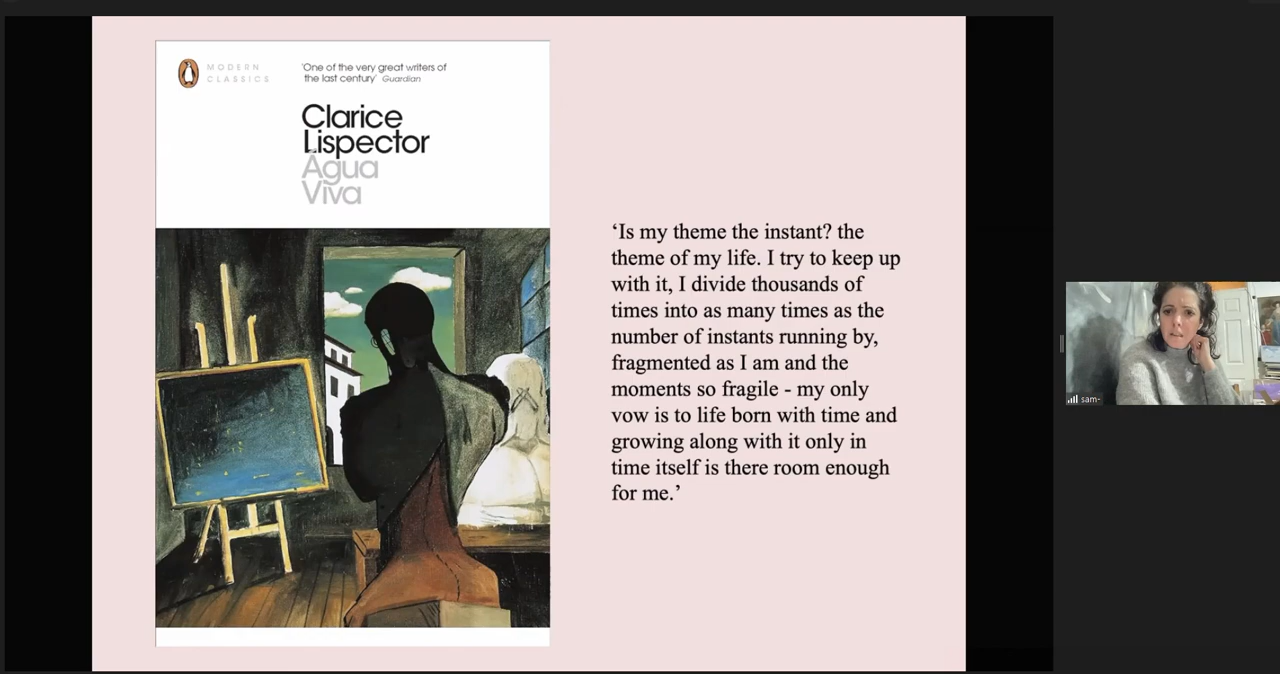 MODERN
CLASSICS
'One of the very great writers of
the last century' Guardian
Clarice
Lispector
Água
Viva
‘Is my theme the instant? the
theme of my life. I try to keep up
with it, I divide thousands of
times into as many times as the
number of instants running by,
fragmented as I am and the
moments so fragile - my only
vow is to life born with time and
growing along with it only in
time itself is there room enough
for me.’
sam-